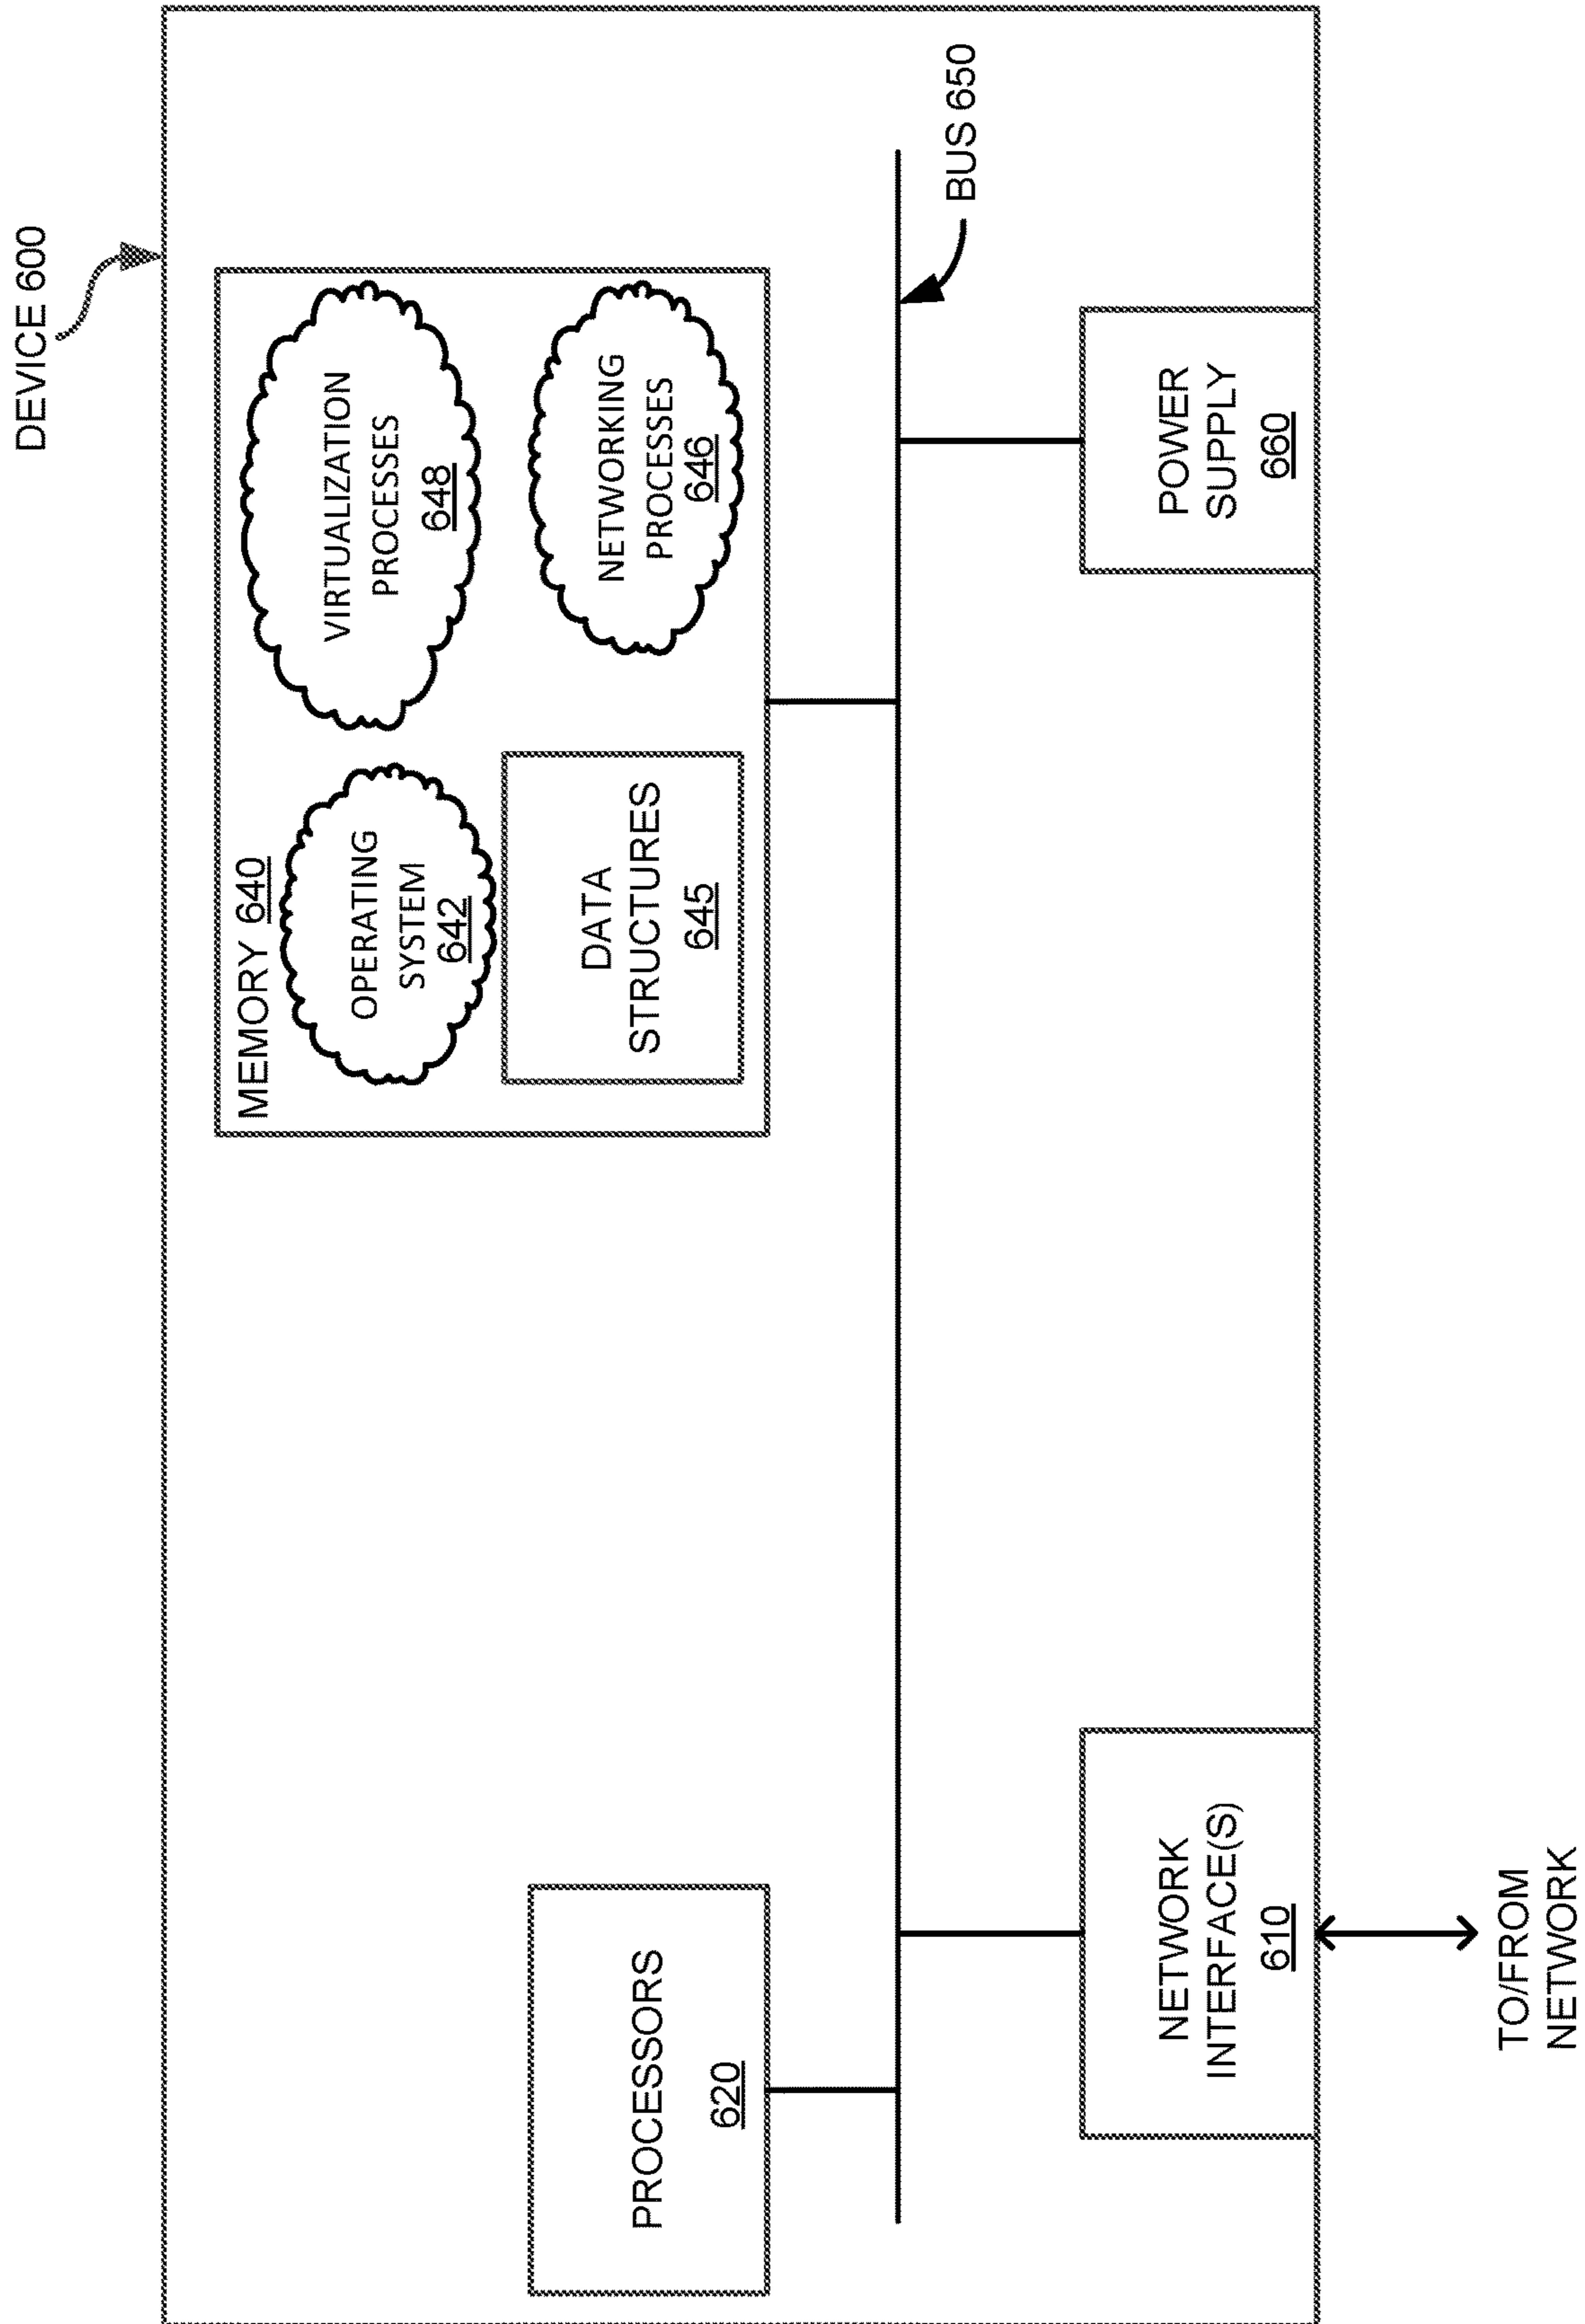 DEVICE 600
MEMORY 640
OPERATING
SYSTEM
642
VIRTUALIZATION
PROCESSES
648
DATA
STRUCTURES
645
NETWORKING
PROCESSES
646
PROCESSORS
620
BUS 650
NETWORK
INTERFACE(S)
610
POWER
SUPPLY
660
TO/FROM
NETWORK